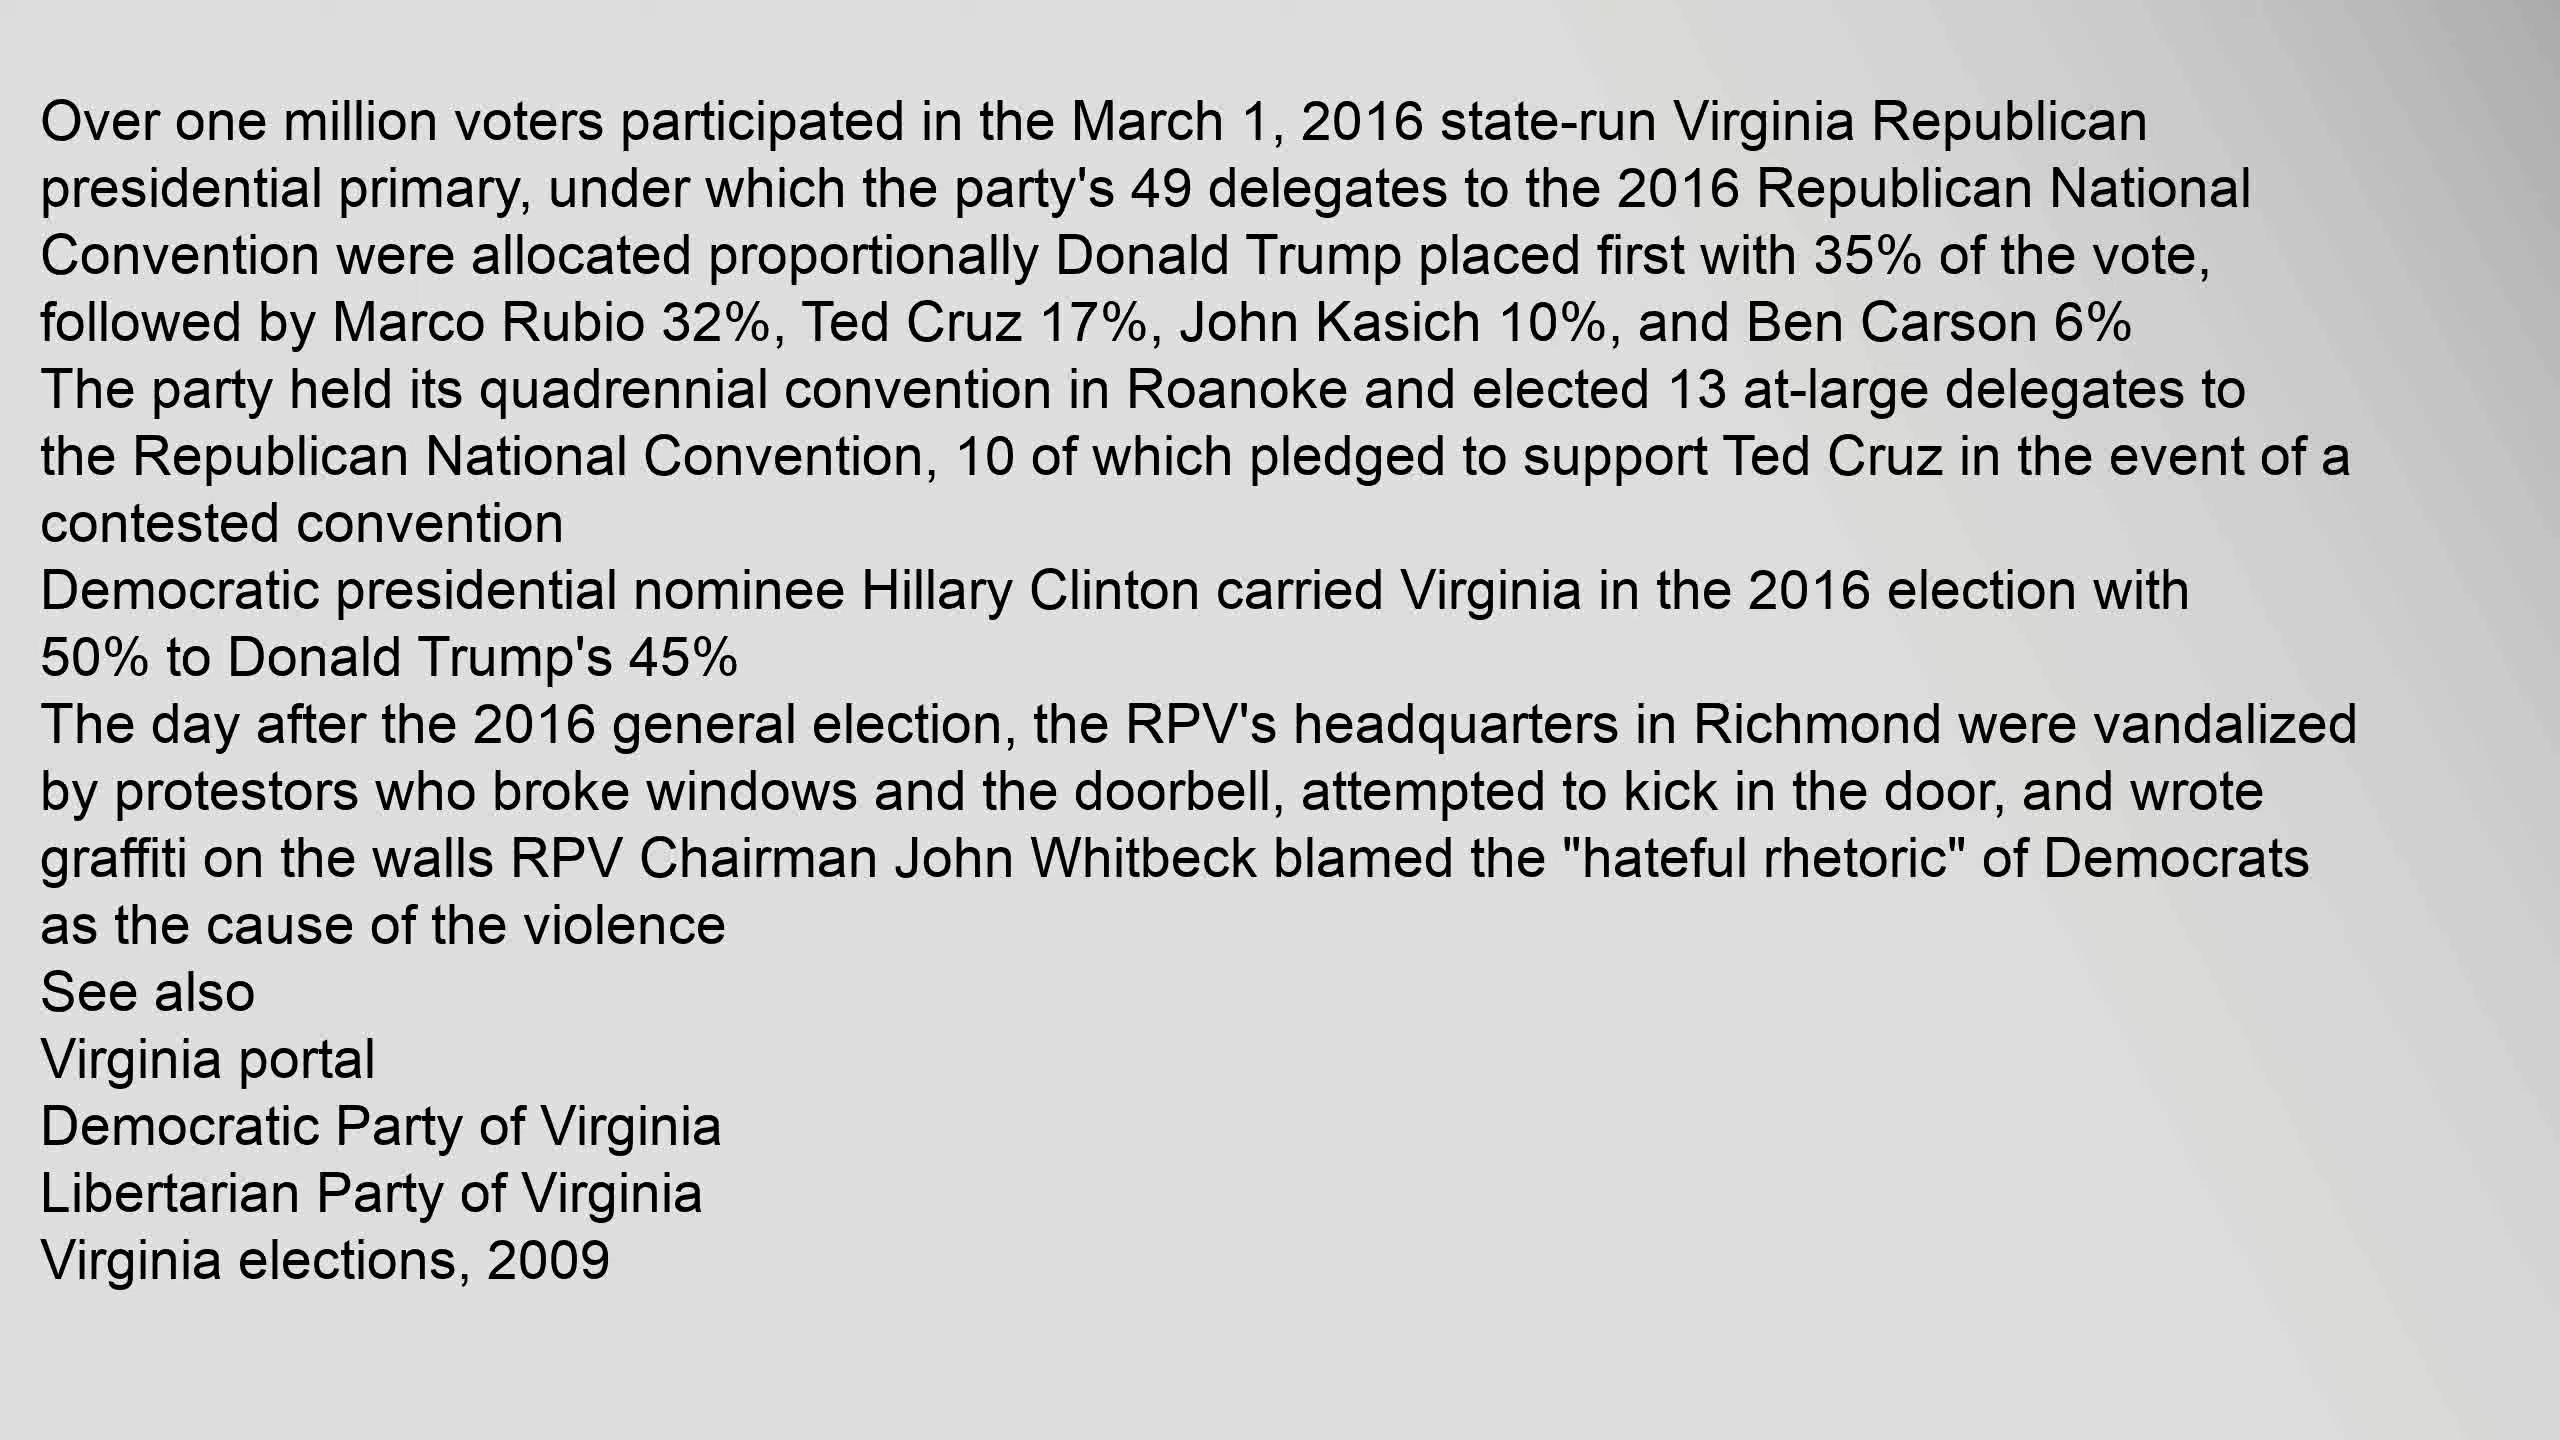 Over one million voters participated in the March 1, 2016 state-run Virginia Republican
presidential primary, under which the party's 49 delegates to the 2016 Republican National
Convention were allocated proportionally Donald Trump placed first with 35% of the vote,
followed by Marco Rubio 32%, Ted Cruz 17%, John Kasich 10%, and Ben Carson 6%
The party held its quadrennial convention in Roanoke and elected 13 at-large delegates to
the Republican National Convention, 10 of which pledged to support Ted Cruz in the event of a
contested convention
Democratic presidential nominee Hillary Clinton carried Virginia in the 2016 election with
50% to Donald Trump's 45%
The day after the 2016 general election, the RPV's headquarters in Richmond were vandalized
by protestors who broke windows and the doorbell, attempted to kick in the door, and wrote
graffiti on the walls RPV Chairman John Whitbeck blamed the "hateful rhetoric" of Democrats
as the cause of the violence
See also
Virginia portal
Democratic Party of Virginia
Libertarian Party of Virginia
Virginia elections, 2009